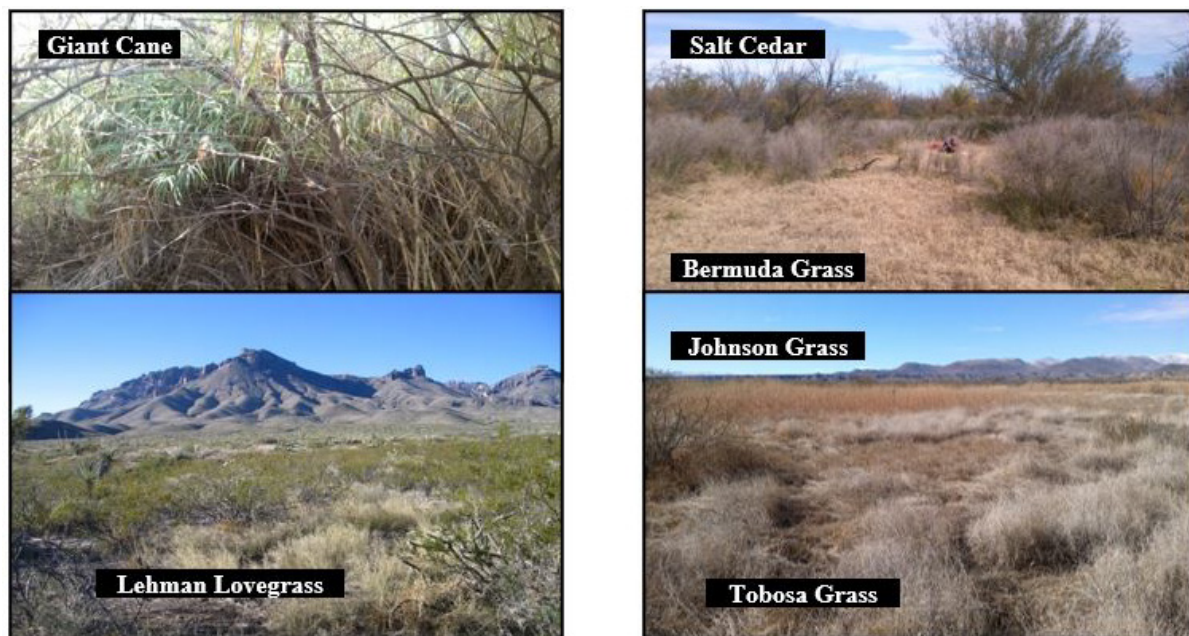 Giant Cane
Salt Cedar
Bermuda Grass
Johnson Grass
Lehman Lovegrass
Tobosa Grass